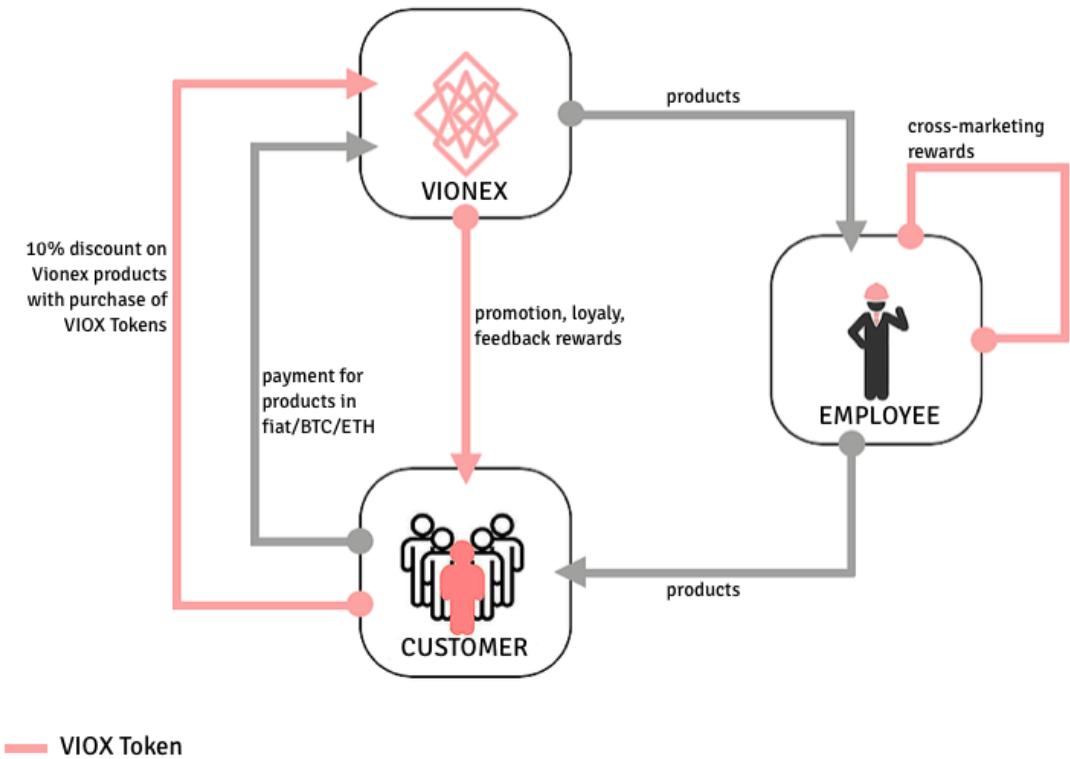 VIONEX
products
cross-marketing
rewards
10% discount on
Vionex products
with purchase of
VIOX Tokens
promotion, loyaly,
feedback rewards
payment for
products in
fiat/BTC/ETH
EMPLOYEE
products
CUSTOMER
VIOX Token